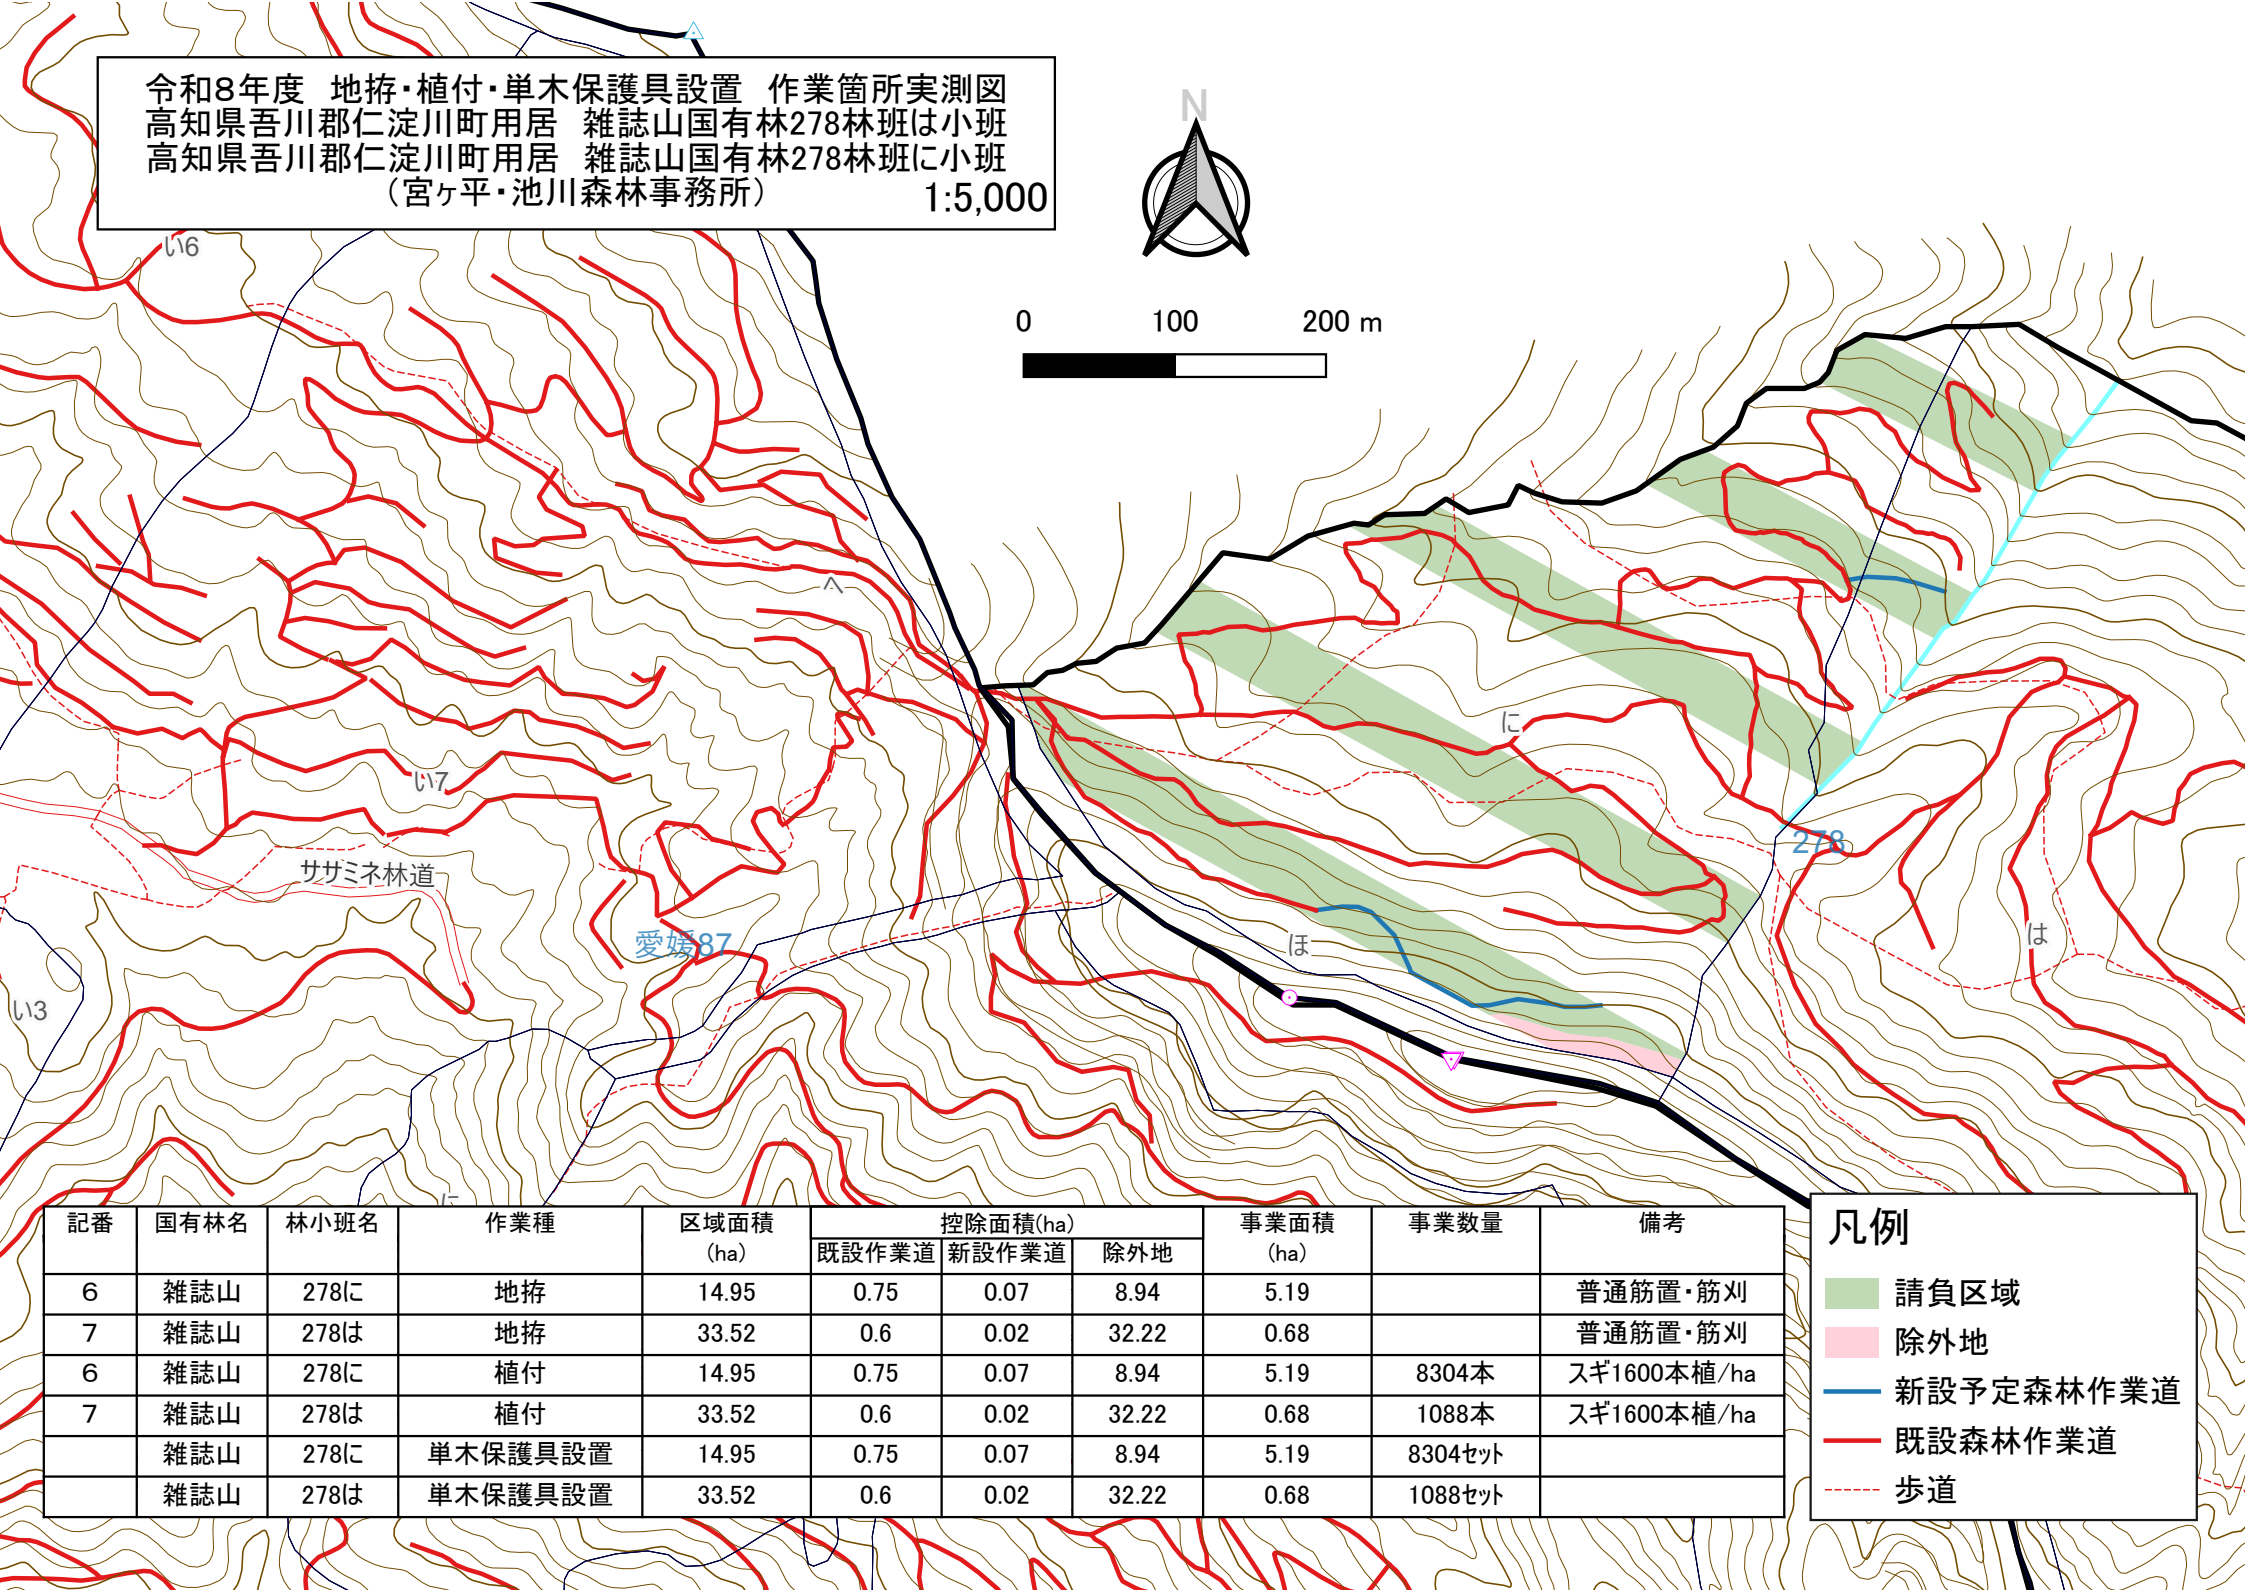 令和8年度 地拵・植付・単木保護具設置 作業箇所実測図
高知県吾川郡仁淀川町用居 雑誌山国有林278林班は小班
高知県吾川郡仁淀川町用居 雑誌山国有林278林班に小班
（宮ヶ平・池川森林事務所） 1:5,000
N
0 100 200 m
い6
へ
に
い7
278
ササミネ林道
愛媛87
ほ
は
い3
に
記番 国有林名 林小班名 作業種 区域面積(ha) 控除面積(ha) 事業面積(ha) 事業数量 備考
既設作業道 新設作業道 除外地
6 雑誌山 278に 地拵 14.95 0.75 0.07 8.94 5.19 普通筋置・筋刈
7 雑誌山 278は 地拵 33.52 0.6 0.02 32.22 0.68 普通筋置・筋刈
6 雑誌山 278に 植付 14.95 0.75 0.07 8.94 5.19 8304本 スギ1600本植/ha
7 雑誌山 278は 植付 33.52 0.6 0.02 32.22 0.68 1088本 スギ1600本植/ha
雑誌山 278に 単木保護具設置 14.95 0.75 0.07 8.94 5.19 8304セット
雑誌山 278は 単木保護具設置 33.52 0.6 0.02 32.22 0.68 1088セット
凡例
請負区域
除外地
新設予定森林作業道
既設森林作業道
歩道